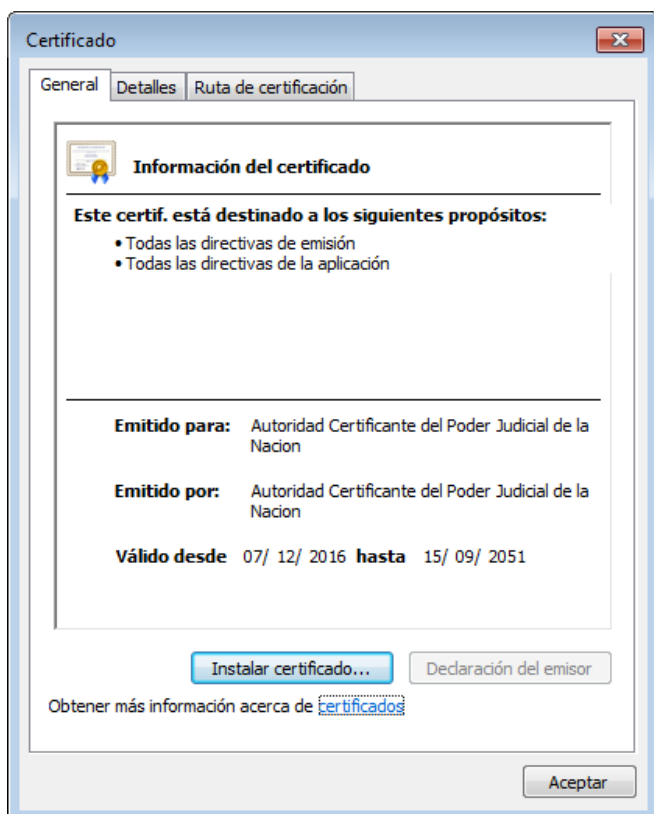 Certificado
General Detalles Ruta de certificación
Información del certificado
Este certif. está destinado a los siguientes propósitos:
• Todas las directivas de emisión
• Todas las directivas de la aplicación
Emitido para: Autoridad Certificante del Poder Judicial de la
Nacion
Emitido por: Autoridad Certificante del Poder Judicial de la
Nacion
Válido desde 07/ 12/ 2016 hasta 15/ 09/ 2051
Instalar certificado... Declaración del emisor
Obtener más información acerca de certificados
Aceptar